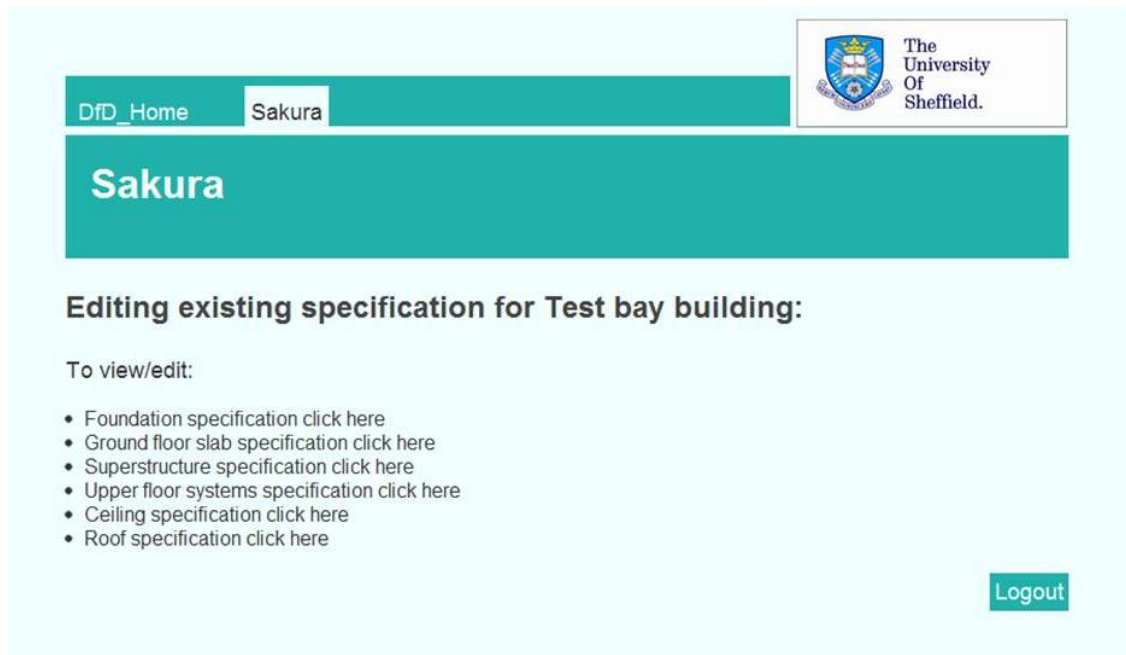 The
University
Of
Sheffield.
DfD_Home
Sakura
Sakura
Editing existing specification for Test bay building:
To view/edit:
• Foundation specification click here
• Ground floor slab specification click here
• Superstructure specification click here
• Upper floor systems specification click here
• Ceiling specification click here
• Roof specification click here
Logout